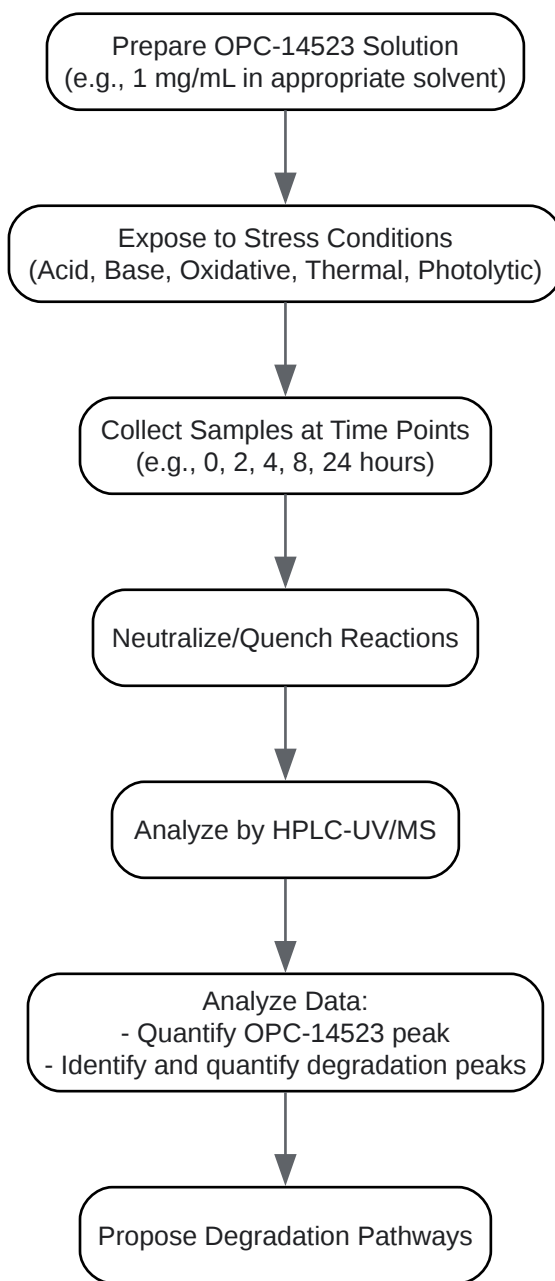 Prepare OPC-14523 Solution
(e.g., 1 mg/mL in appropriate solvent)
Expose to Stress Conditions
(Acid, Base, Oxidative, Thermal, Photolytic)
Collect Samples at Time Points
(e.g., 0, 2, 4, 8, 24 hours)
Neutralize/Quench Reactions
Analyze by HPLC-UV/MS
Analyze Data:
- Quantify OPC-14523 peak
- Identify and quantify degradation peaks
Propose Degradation Pathways